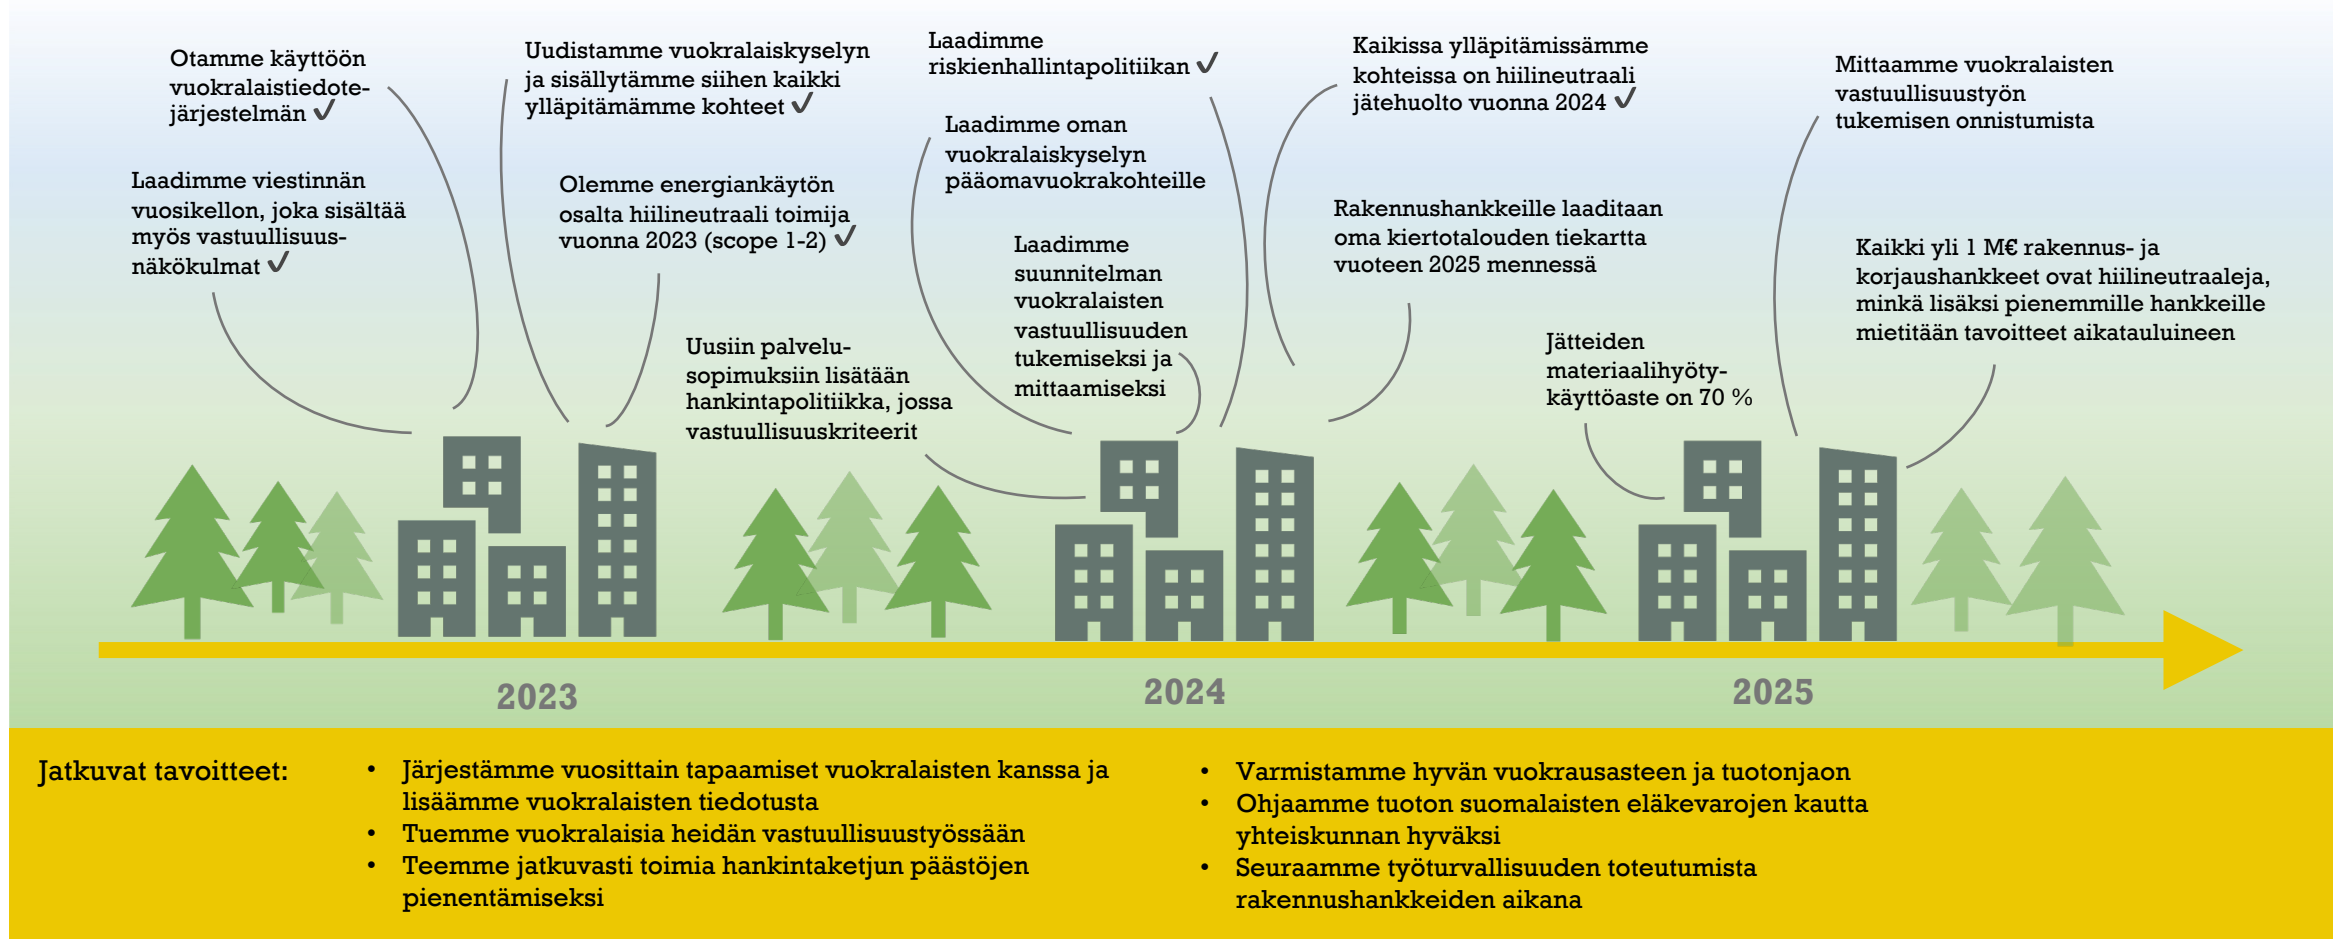 Otamme käyttöön
vuokralaistiedote-
järjestelmän ✓
Laadimme viestinnän
vuosikellon, joka sisältää
myös vastuullisuus-
näkökulmat ✓
Uudistamme vuokralaiskyselyn
ja sisällytämme siihen kaikki
ylläpitämämme kohteet ✓
Olemme energiankäytön
osalta hiilineutraali toimija
vuonna 2023 (scope 1-2) ✓
Uusiin palvelu-
sopimuksiin lisätään
hankintapolitiikka, jossa
vastuullisuuskriteerit
Laadimme
riskienhallintapolitiikan ✓
Laadimme oman
vuokralaiskyselyn
pääomavuokrakohteille
Laadimme
suunnitelman
vuokralaisten
vastuullisuuden
tukemiseksi ja
mittaamiseksi
Kaikissa ylläpitämissämme
kohteissa on hiilineutraali
jätehuolto vuonna 2024 ✓
Rakennushankkeille laaditaan
oma kiertotalouden tiekartta
vuoteen 2025 mennessä
Jätteiden
materiaalihyöty-
käyttöaste on 70 %
Mittaamme vuokralaisten
vastuullisuustyön
tukemisen onnistumista
Kaikki yli 1 M€ rakennus- ja
korjaushankkeet ovat hiilineutraaleja,
minkä lisäksi pienemmille hankkeille
mietitään tavoitteet aikatauluineen
2023
2024
2025
Jatkuvat tavoitteet:
• Järjestämme vuosittain tapaamiset vuokralaisten kanssa ja
lisäämme vuokralaisten tiedotusta
• Tuemme vuokralaisia heidän vastuullisuustyössään
• Teemme jatkuvasti toimia hankintaketjun päästöjen
pienentämiseksi
• Varmistamme hyvän vuokrausasteen ja tuotonjaon
• Ohjaamme tuoton suomalaisten eläkevarojen kautta
yhteiskunnan hyväksi
• Seuraamme työturvallisuuden toteutumista
rakennushankkeiden aikana